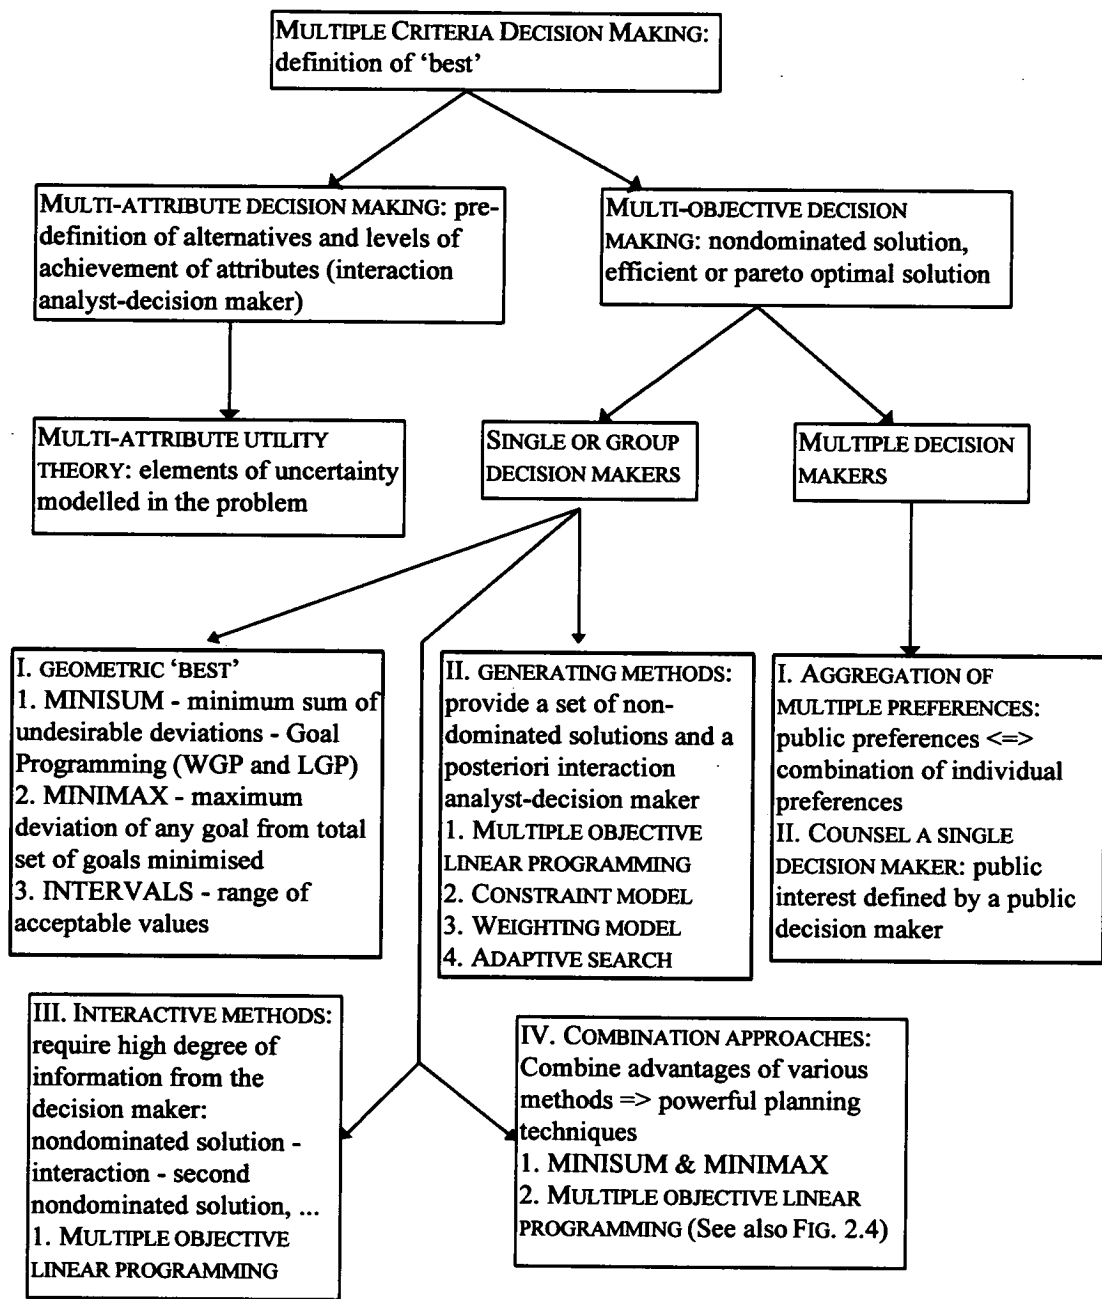 MULTIPLE CRITERIA DECISION MAKING:
definition of ‘best’
MULTI-ATTRIBUTE DECISION MAKING: pre-
definition of alternatives and levels of
achievement of attributes (interaction
analyst-decision maker)
MULTI-OBJECTIVE DECISION
MAKING: nondominated solution,
efficient or pareto optimal solution
MULTI-ATTRIBUTE UTILITY
THEORY: elements of uncertainty
modelled in the problem
SINGLE OR GROUP
DECISION MAKERS
MULTIPLE DECISION
MAKERS
I. GEOMETRIC ‘BEST’
1. MINISUM - minimum sum of
undesirable deviations - Goal
Programming (WGP and LGP)
2. MINIMAX - maximum
deviation of any goal from total
set of goals minimised
3. INTERVALS - range of
acceptable values
II. GENERATING METHODS:
provide a set of non-
dominated solutions and a
posteriori interaction
analyst-decision maker
1. MULTIPLE OBJECTIVE
LINEAR PROGRAMMING
2. CONSTRAINT MODEL
3. WEIGHTING MODEL
4. ADAPTIVE SEARCH
I. AGGREGATION OF
MULTIPLE PREFERENCES:
public preferences <=>
combination of individual
preferences
II. COUNSEL A SINGLE
DECISION MAKER: public
interest defined by a public
decision maker
III. INTERACTIVE METHODS:
require high degree of
information from the
decision maker:
nondominated solution -
interaction - second
nondominated solution, ...
1. MULTIPLE OBJECTIVE
LINEAR PROGRAMMING
IV. COMBINATION APPROACHES:
Combine advantages of various
methods => powerful planning
techniques
1. MINISUM & MINIMAX
2. MULTIPLE OBJECTIVE LINEAR
PROGRAMMING (See also FIG. 2.4)